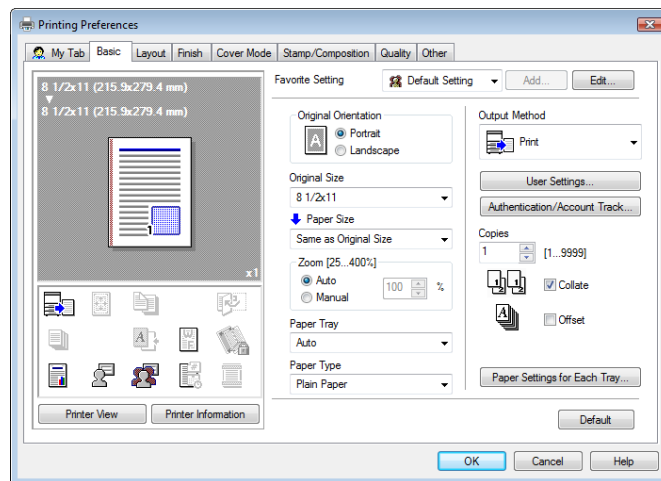 Printing Preferences
My Tab Basic Layout Finish Cover Mode Stamp/Composition Quality Other
8 1/2x11 (215.9x279.4 mm)
8 1/2x11 (215.9x279.4 mm)
1
x1
Printer View Printer Information
Favorite Setting Default Setting Add... Edit...
Original Orientation
A
Portrait
Landscape
Original Size
8 1/2x11
Paper Size
Same as Original Size
Zoom [25...400%]
Auto
Manual
100 %
Paper Tray
Auto
Paper Type
Plain Paper
Output Method
Print
User Settings...
Authentication/Account Track...
Copies
1 [1...9999]
Collate
Offset
Paper Settings for Each Tray...
Default
OK Cancel Help